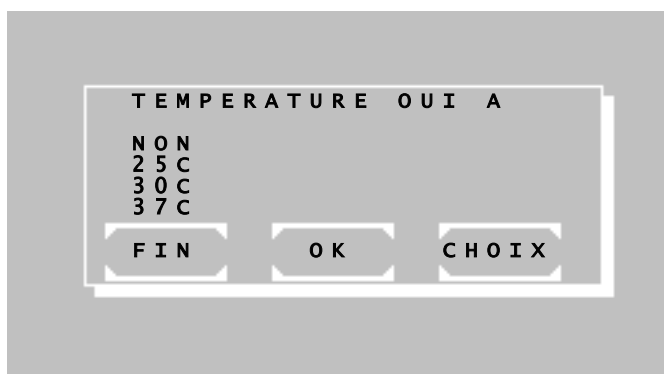 TEMPERATURE OUI A
NON
25C
30C
37C
FIN OK CHOIX